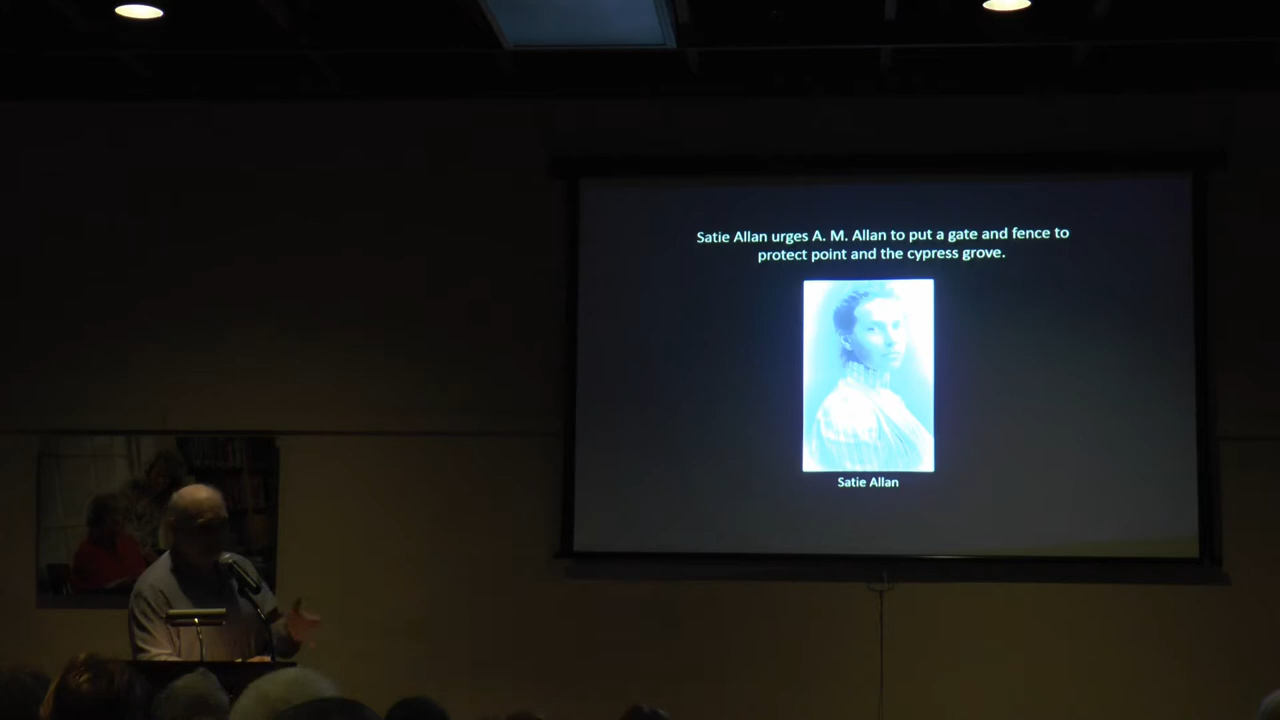 Satie Allan urges A. M. Allan to put a gate and fence to
protect point and the cypress grove.
Satie Allan